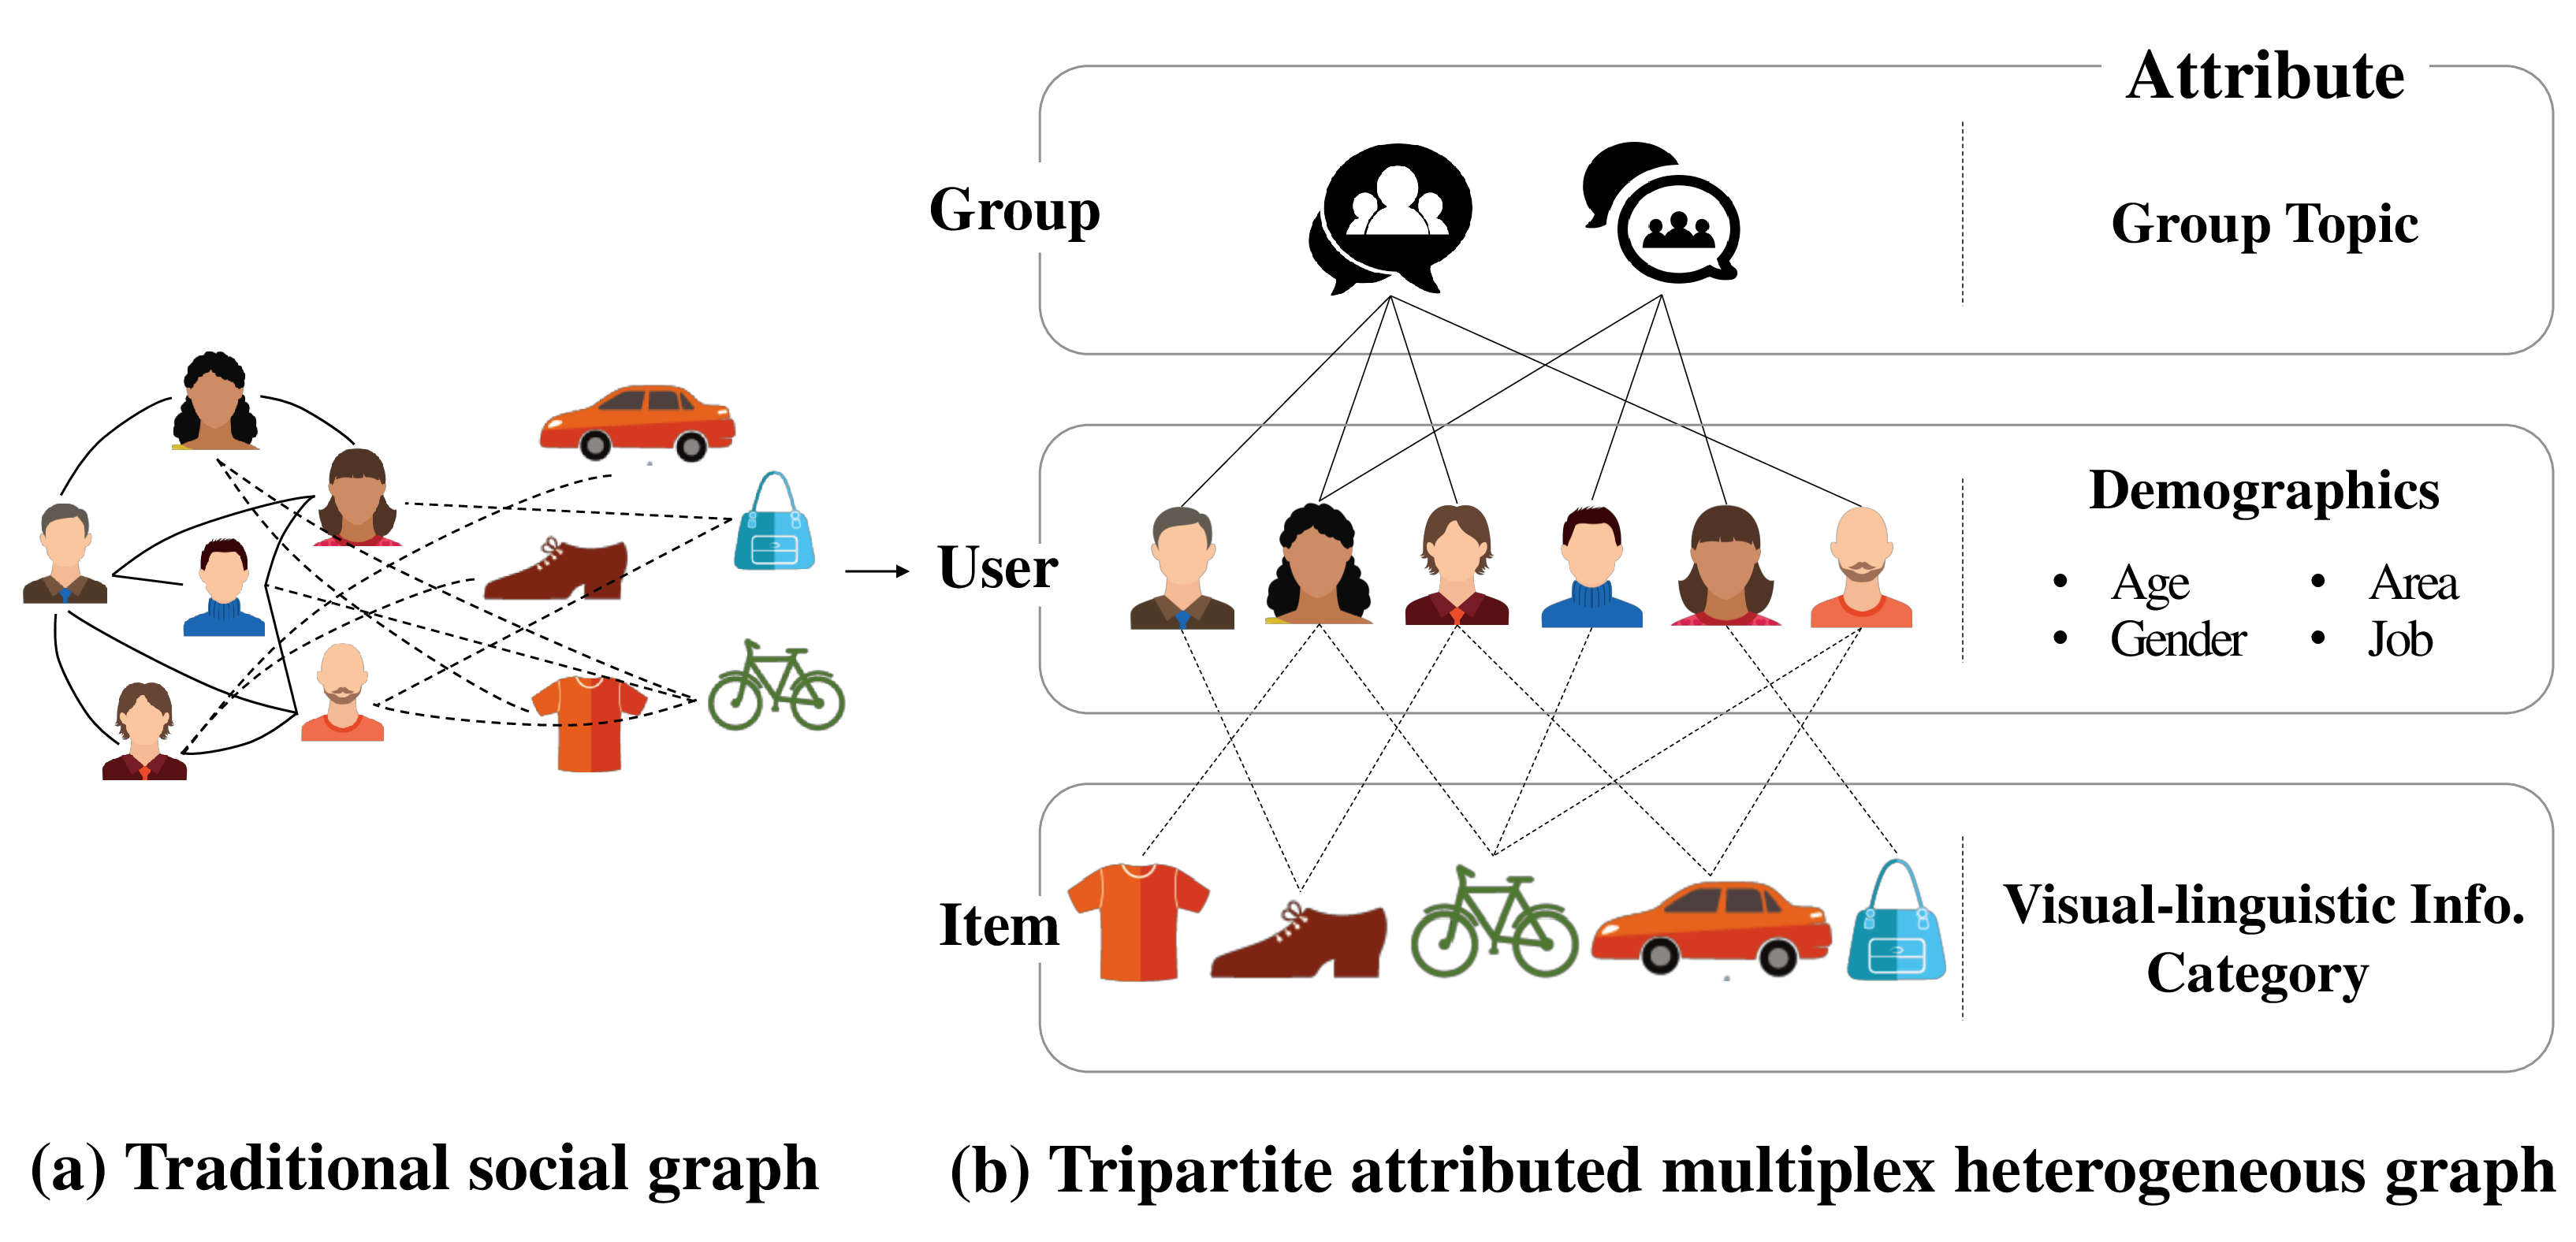 Attribute
Group
Group Topic
User
Demographics
• Age
• Area
• Gender
• Job
Item
Visual-linguistic Info.
Category
(a) Traditional social graph
(b) Tripartite attributed multiplex heterogeneous graph